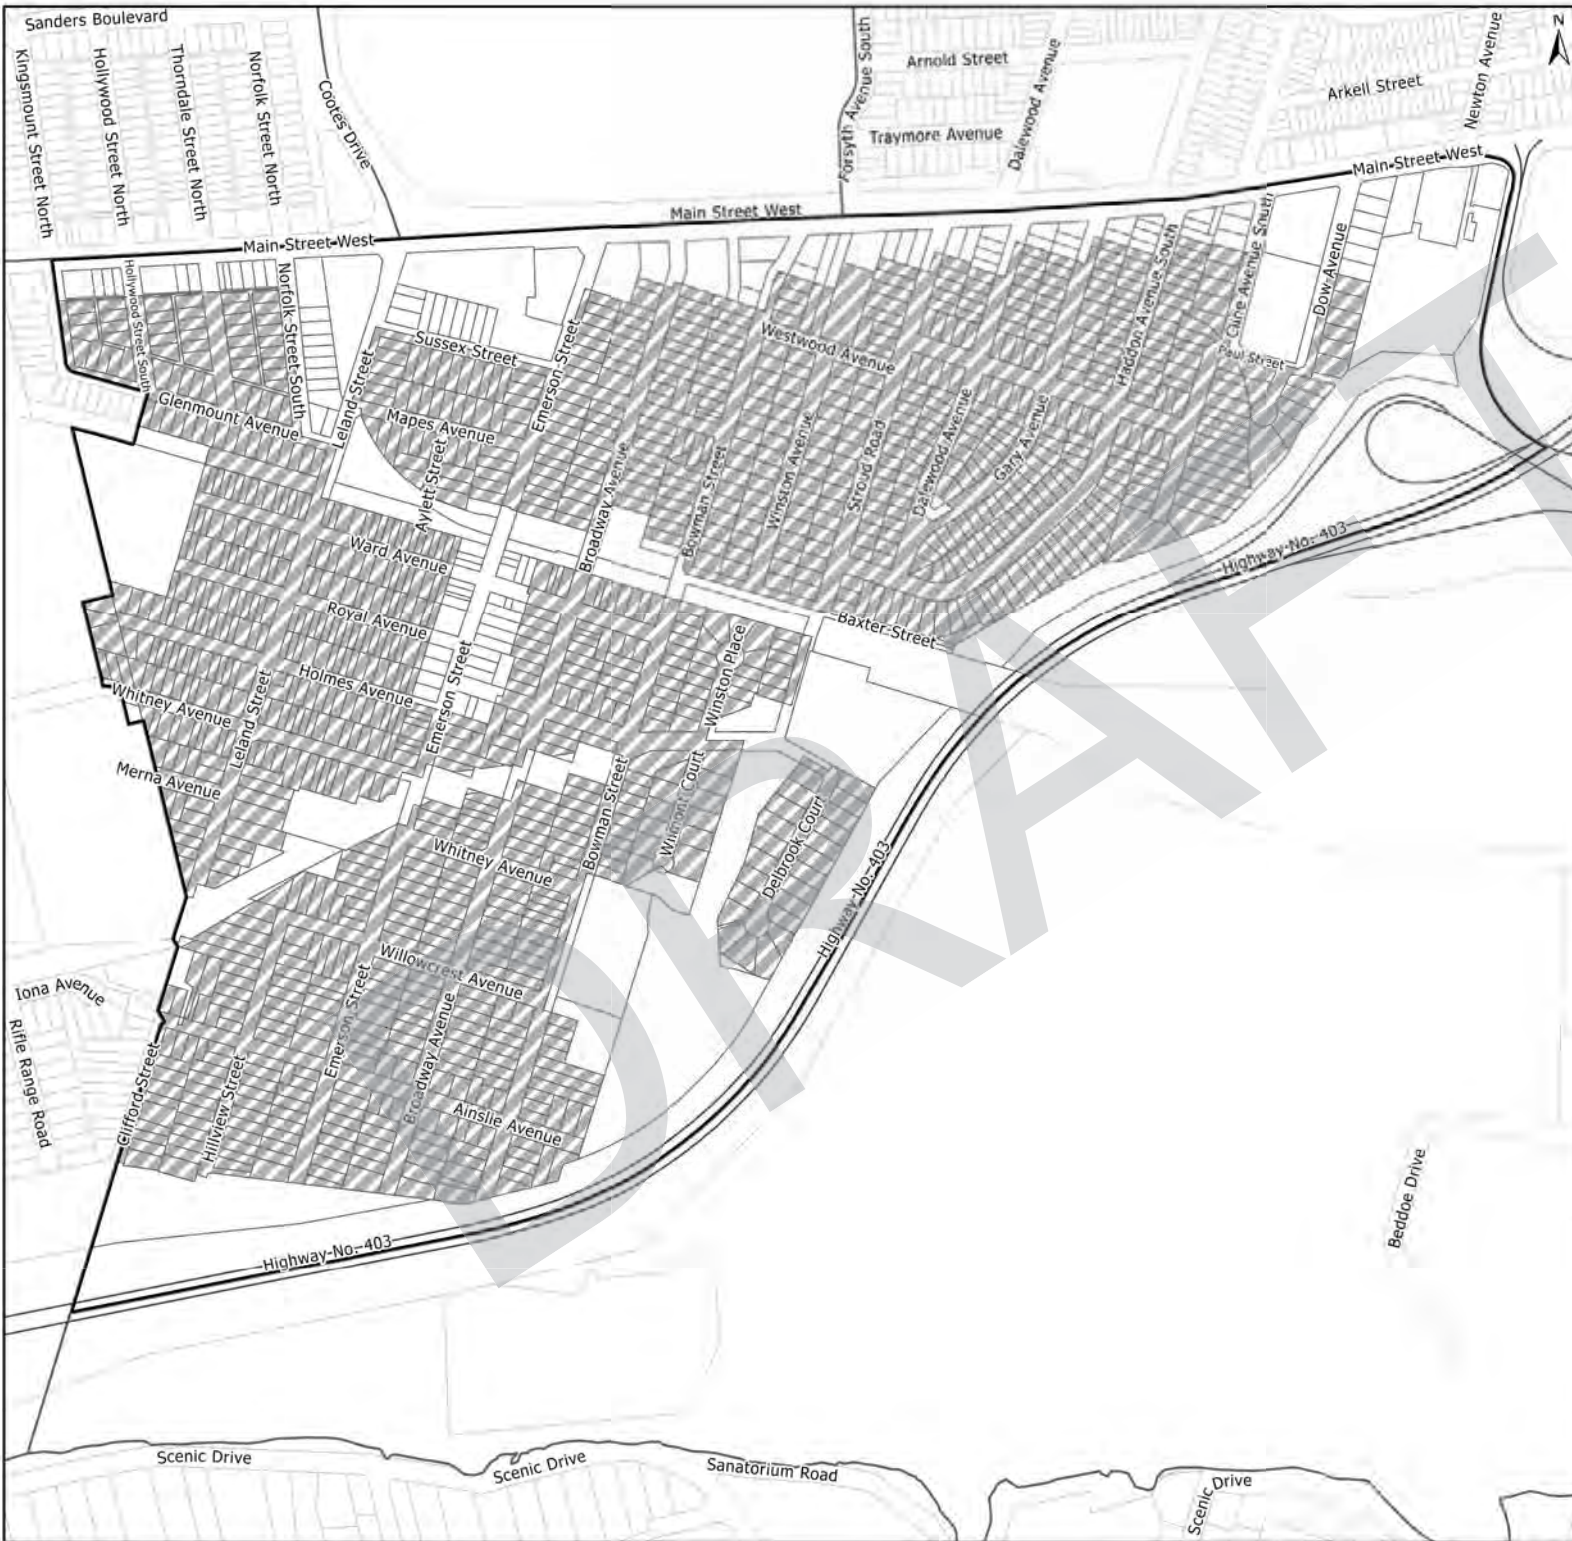 Sanders Boulevard
Kingsmount Street North
Hollywood Street North
Thorndale Street North
Norfolk Street North
Cootes Drive
Forsyth Avenue South
Arnold Street
Traymore Avenue
Dalewood Avenue
Arkell Street
Newton Avenue
N
Main Street West
Main Street West
Main Street West
Hollywood Street South
Norfolk Street South
Glenmount Avenue
Leland Street
Sussex Street
Mapes Avenue
Aylett Street
Emerson Street
Broadway Avenue
Bowman Street
Westwood Avenue
Winston Avenue
Stroud Road
Dalewood Avenue
Gary Avenue
Haddon Avenue South
Cline Avenue South
Paul Street
Dow Avenue
Ward Avenue
Royal Avenue
Holmes Avenue
Whitney Avenue
Merna Avenue
Leland Street
Emerson Street
Winston Place
Baxter Street
Highway No. 403
Wilmont Court
Bowman Street
Delbrook Court
Whitney Avenue
Highway No. 403
Willowcrest Avenue
Emerson Street
Broadway Avenue
Iona Avenue
Rifle Range Road
Clifford Street
Hillview Street
Ainslie Avenue
Highway No. 403
Beddoe Drive
Scenic Drive
Scenic Drive
Sanatorium Road
Scenic Drive
DRAFT